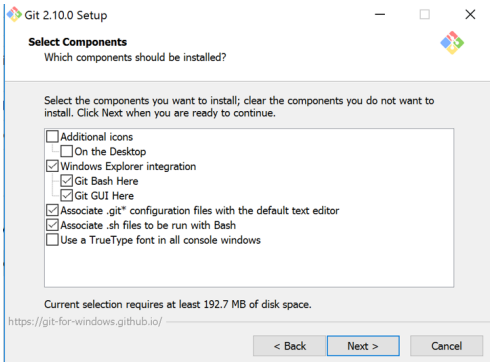 Git 2.10.0 Setup
Select Components
Which components should be installed?
Select the components you want to install; clear the components you do not want to
install. Click Next when you are ready to continue.
Additional icons
On the Desktop
Windows Explorer integration
Git Bash Here
Git GUI Here
Associate .git* configuration files with the default text editor
Associate .sh files to be run with Bash
Use a TrueType font in all console windows
Current selection requires at least 192.7 MB of disk space.
https://git-for-windows.github.io/
< Back Next > Cancel